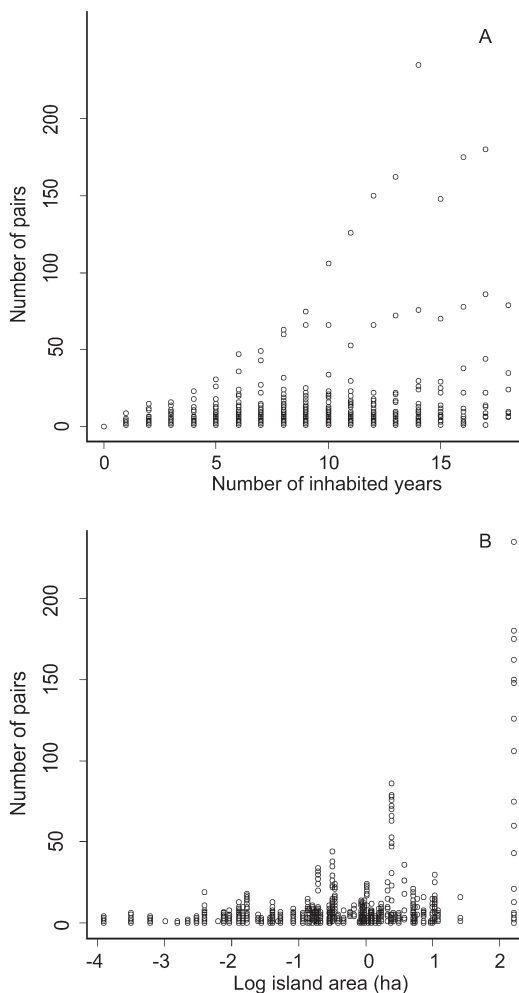 A
200
150
100
50
0
Number of pairs
0 5 10 15
Number of inhabited years
B
200
150
100
50
0
Number of pairs
-4 -3 -2 -1 0 1 2
Log island area (ha)